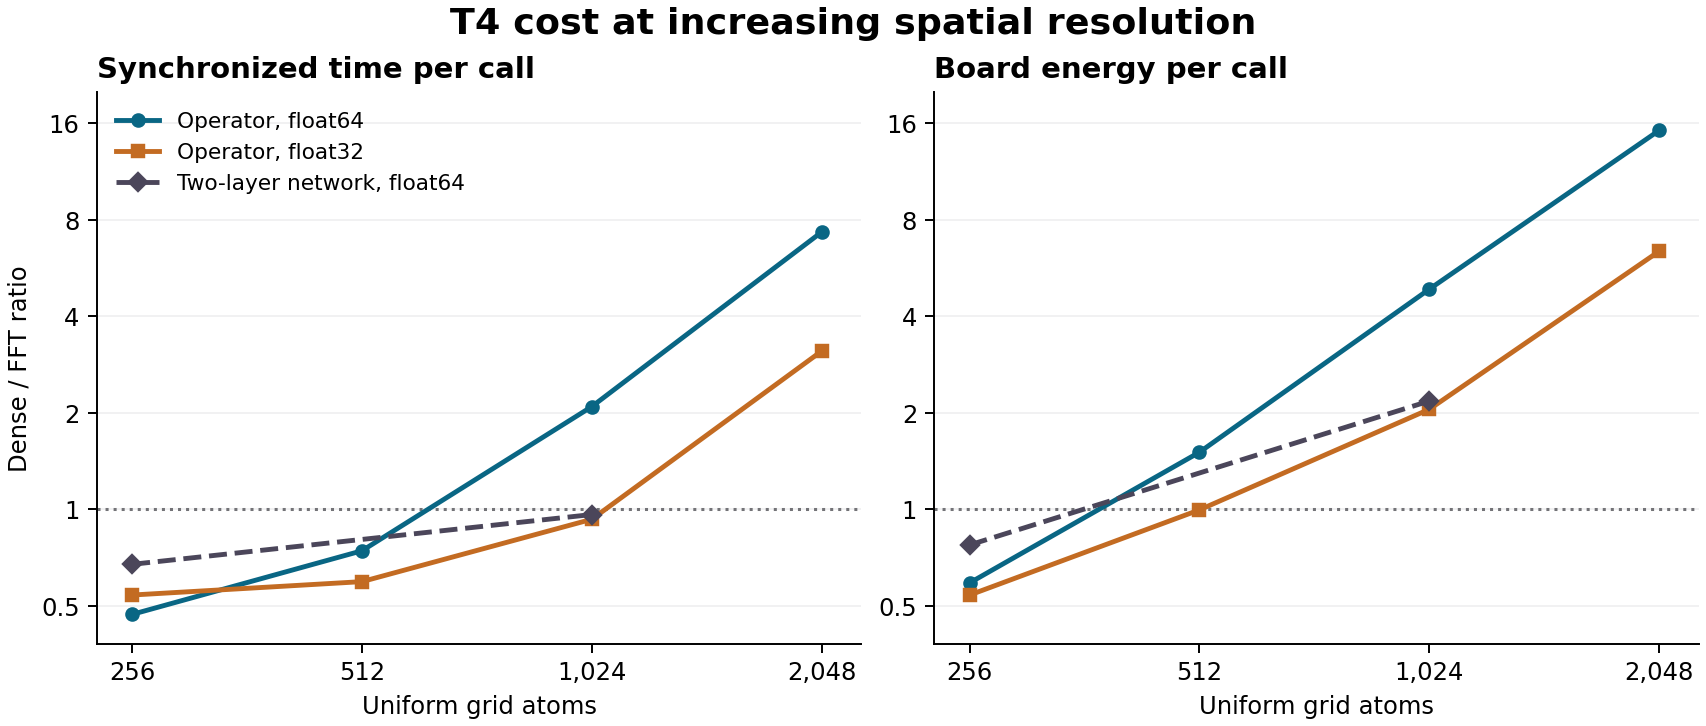 T4 cost at increasing spatial resolution
Synchronized time per call
Operator, float64
Operator, float32
Two-layer network, float64
Dense / FFT ratio
16
8
4
2
1
0.5
256
512
1,024
2,048
Uniform grid atoms
Board energy per call
16
8
4
2
1
0.5
256
512
1,024
2,048
Uniform grid atoms